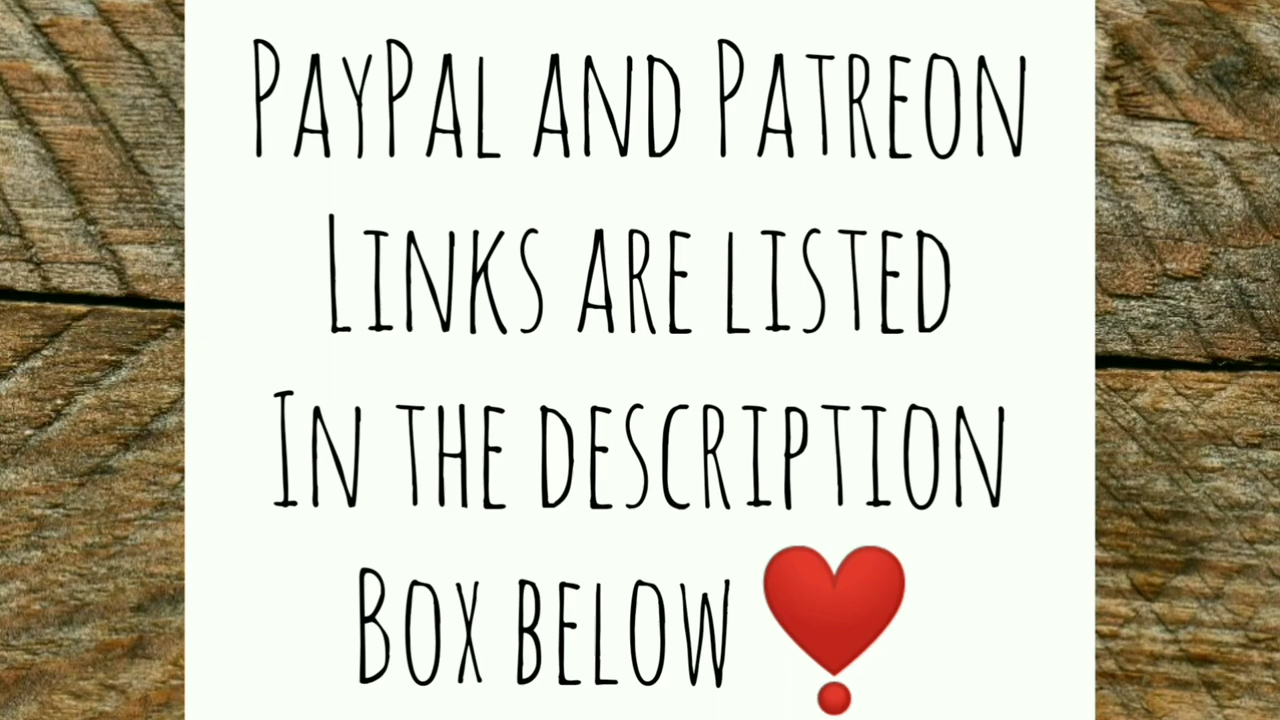 PayPal and Patreon
Links are listed
In the description
Box below ❣